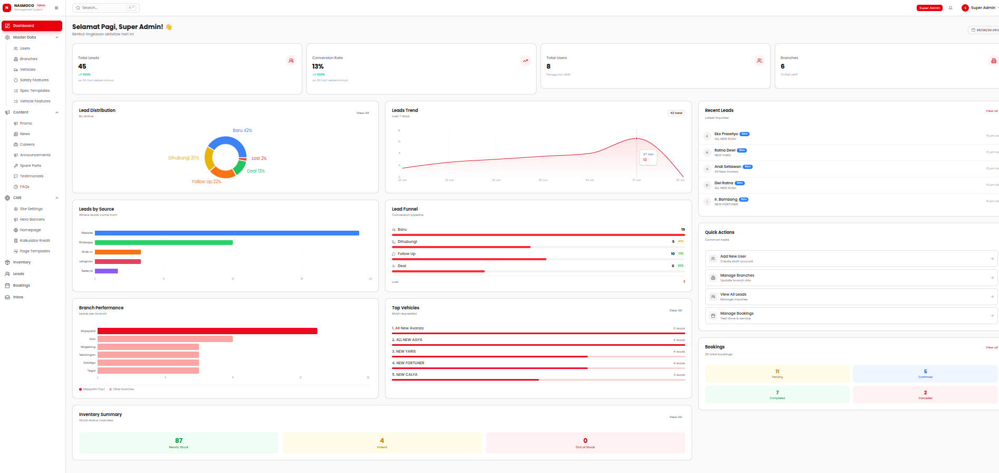 N
NASMOCO Admin
Management System
Search...
⌘ K
Super Admin
S
Super Admin
Dashboard
Master Data
Users
Branches
Vehicles
Safety Features
Spec Templates
Vehicle Features
Content
Promo
News
Careers
Announcements
Spare Parts
Testimonials
FAQs
CMS
Site Settings
Hero Banners
Homepage
Kalkulator Kredit
Page Templates
Inventory
Leads
Bookings
Inbox
Selamat Pagi, Super Admin! 👋
Berikut ringkasan aktivitas hari ini
28/06/26 08:0
Total Leads
45
100%
vs 30 hari sebelumnya
Conversion Rate
13%
100%
vs 30 hari sebelumnya
Total Users
8
Pengguna aktif
Branches
6
Outlet aktif
Lead Distribution
By status
View All
Baru 42%
Dihubungi 20%
Lost 2%
Deal 13%
Follow Up 22%
Leads Trend
Last 7 days
42 total
16
12
8
4
0
27 Jun
13
22 Jun
23 Jun
24 Jun
25 Jun
26 Jun
27 Jun
28 Jun
Recent Leads
Latest inquiries
View all
E
Eko Prasetyo Baru
ALL NEW RUSH
15 jam lal
R
Ratna Dewi Baru
NEW YARIS
15 jam lal
A
Andi Setiawan Baru
All New Avanza
15 jam lal
D
Dwi Ratna Baru
ALL NEW RUSH
15 jam lal
I
Ir. Bambang Baru
NEW FORTUNER
Leads by Source
Where leads come from
Website
Whatsapp
Walk-in
nstagram
Referral
0
6
12
18
24
Lead Funnel
Conversion pipeline
Baru
19
Dihubungi
9 47%
Follow Up
10 111%
Deal
6 60%
Lost
1
Quick Actions
Common tasks
Add New User
Create staff account
Manage Branches
Update branch info
View All Leads
Manage inquiries
Manage Bookings
Test drive & service
Branch Performance
Leads per branch
Majapahit
Solo
Magelang
Pekalongan
Salatiga
Tegal
0
4
8
12
16
Majapahit (Top)
Other branches
Top Vehicles
Most requested
View All
1. All New Avanza
6 leads
2. ALL NEW AGYA
6 leads
3. NEW YARIS
4 leads
4. NEW FORTUNER
4 leads
5. NEW CALYA
3 leads
Bookings
25 total bookings
View all
11
Pending
5
Confirmed
7
Completed
2
Cancelled
Inventory Summary
Stock status overview
View All
87
Ready Stock
4
Indent
0
Out of Stock